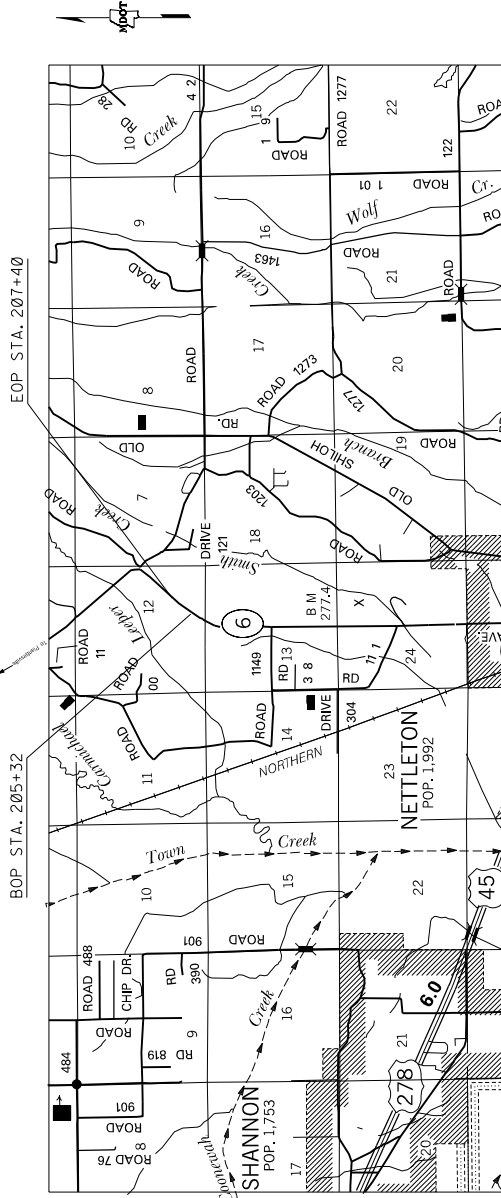 MDOT
EOP STA. 207+40
BOP STA. 205+32
28
RD
10
Creek
4 2
15
1 9
ROAD
ROAD 1277
22
122
ROAD 1 01
9
ROAD
16
1463
Wolf
Cr.
ROAD
Creek
21
ROAD
17
ROAD
8
20
ROAD 1273
1277
RD.
OLD
SHILOH
Branch
19
ROAD
OLD
ROAD
Creek
7
1203
DRIVE
121
18
Smith
ROAD
12
Leeper
6
B M
277.4
X
ROAD
11
ROAD
00
1149
RD
13
3 8
RD
11 1
24
AVE.
ROAD
DRIVE
304
14
Carmichael
ROAD
11
NORTHERN
23
NETTLETON
POP. 1,992
Town
Creek
10
15
22
45
ROAD 488
CHIP DR.
901
ROAD
RD
390
484
ROAD
819
RD
9
Creek
16
6.0
21
278
901
ROAD
8
ROAD 76
SHANNON
POP. 1,753
17
20